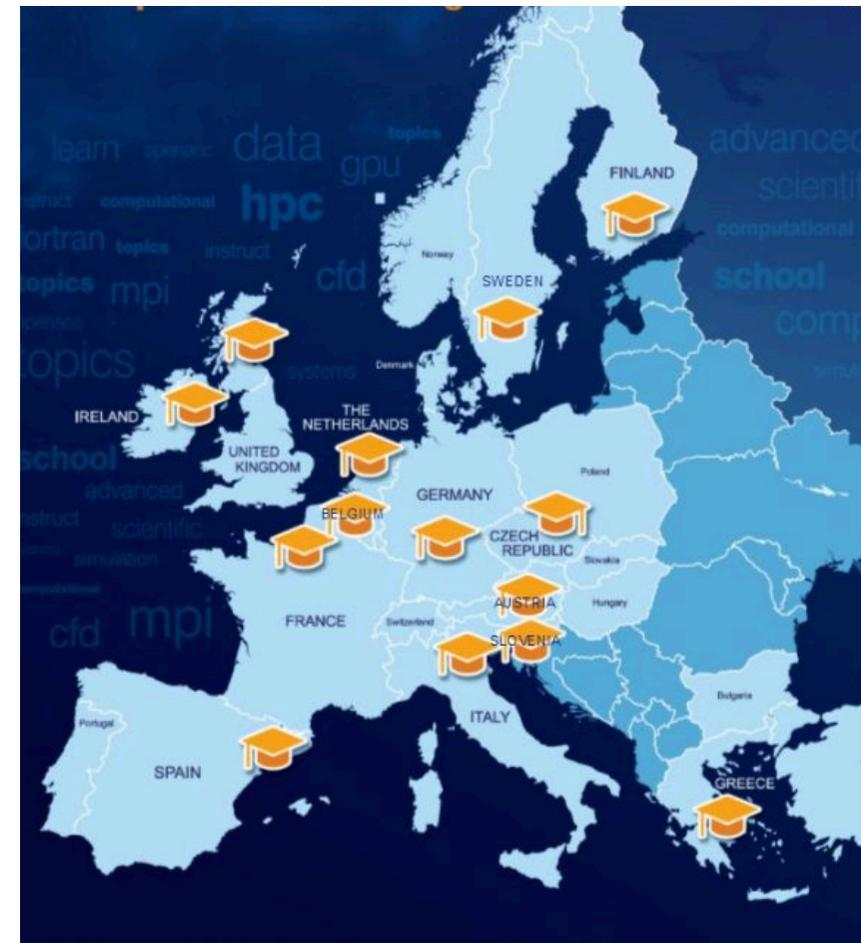 learn
openacc
data
topics
gpu
advanced
computational
hpc
FINLAND
topics
instruct
computational
Norway
cfd
SWEDEN
topics
mpi
school
topics
systems
Denmark
IRELAND
THE
NETHERLANDS
UNITED
KINGDOM
school
Poland
advanced
GERMANY
BELGIUM
scientific
CZECH
REPUBLIC
simulation
Slovakia
AUSTRIA
Hungary
cfd
mpi
FRANCE
Switzerland
SLOVENIA
Bulgaria
Portugal
ITALY
SPAIN
GREECE